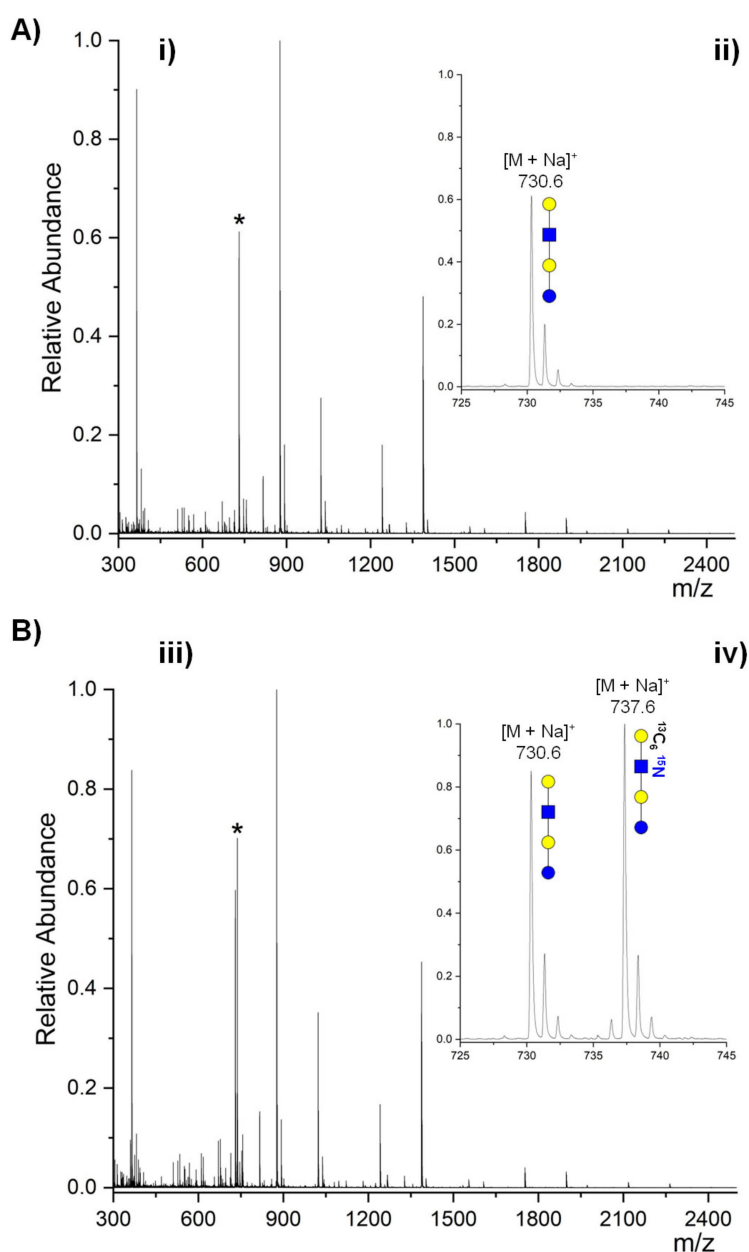 A)
i)
ii)
1.0
0.8
0.6
0.4
0.2
0.0
Relative Abundance
*
300 600 900 1200 1500 1800 2100 2400
m/z
1.0
0.8
0.6
0.4
0.2
0.0
[M + Na]+
730.6
725 730 735 740 745
B)
iii)
iv)
1.0
0.8
0.6
0.4
0.2
0.0
Relative Abundance
*
300 600 900 1200 1500 1800 2100 2400
m/z
1.0
0.8
0.6
0.4
0.2
0.0
[M + Na]+
730.6
[M + Na]+
737.6
13C6
15N
725 730 735 740 745